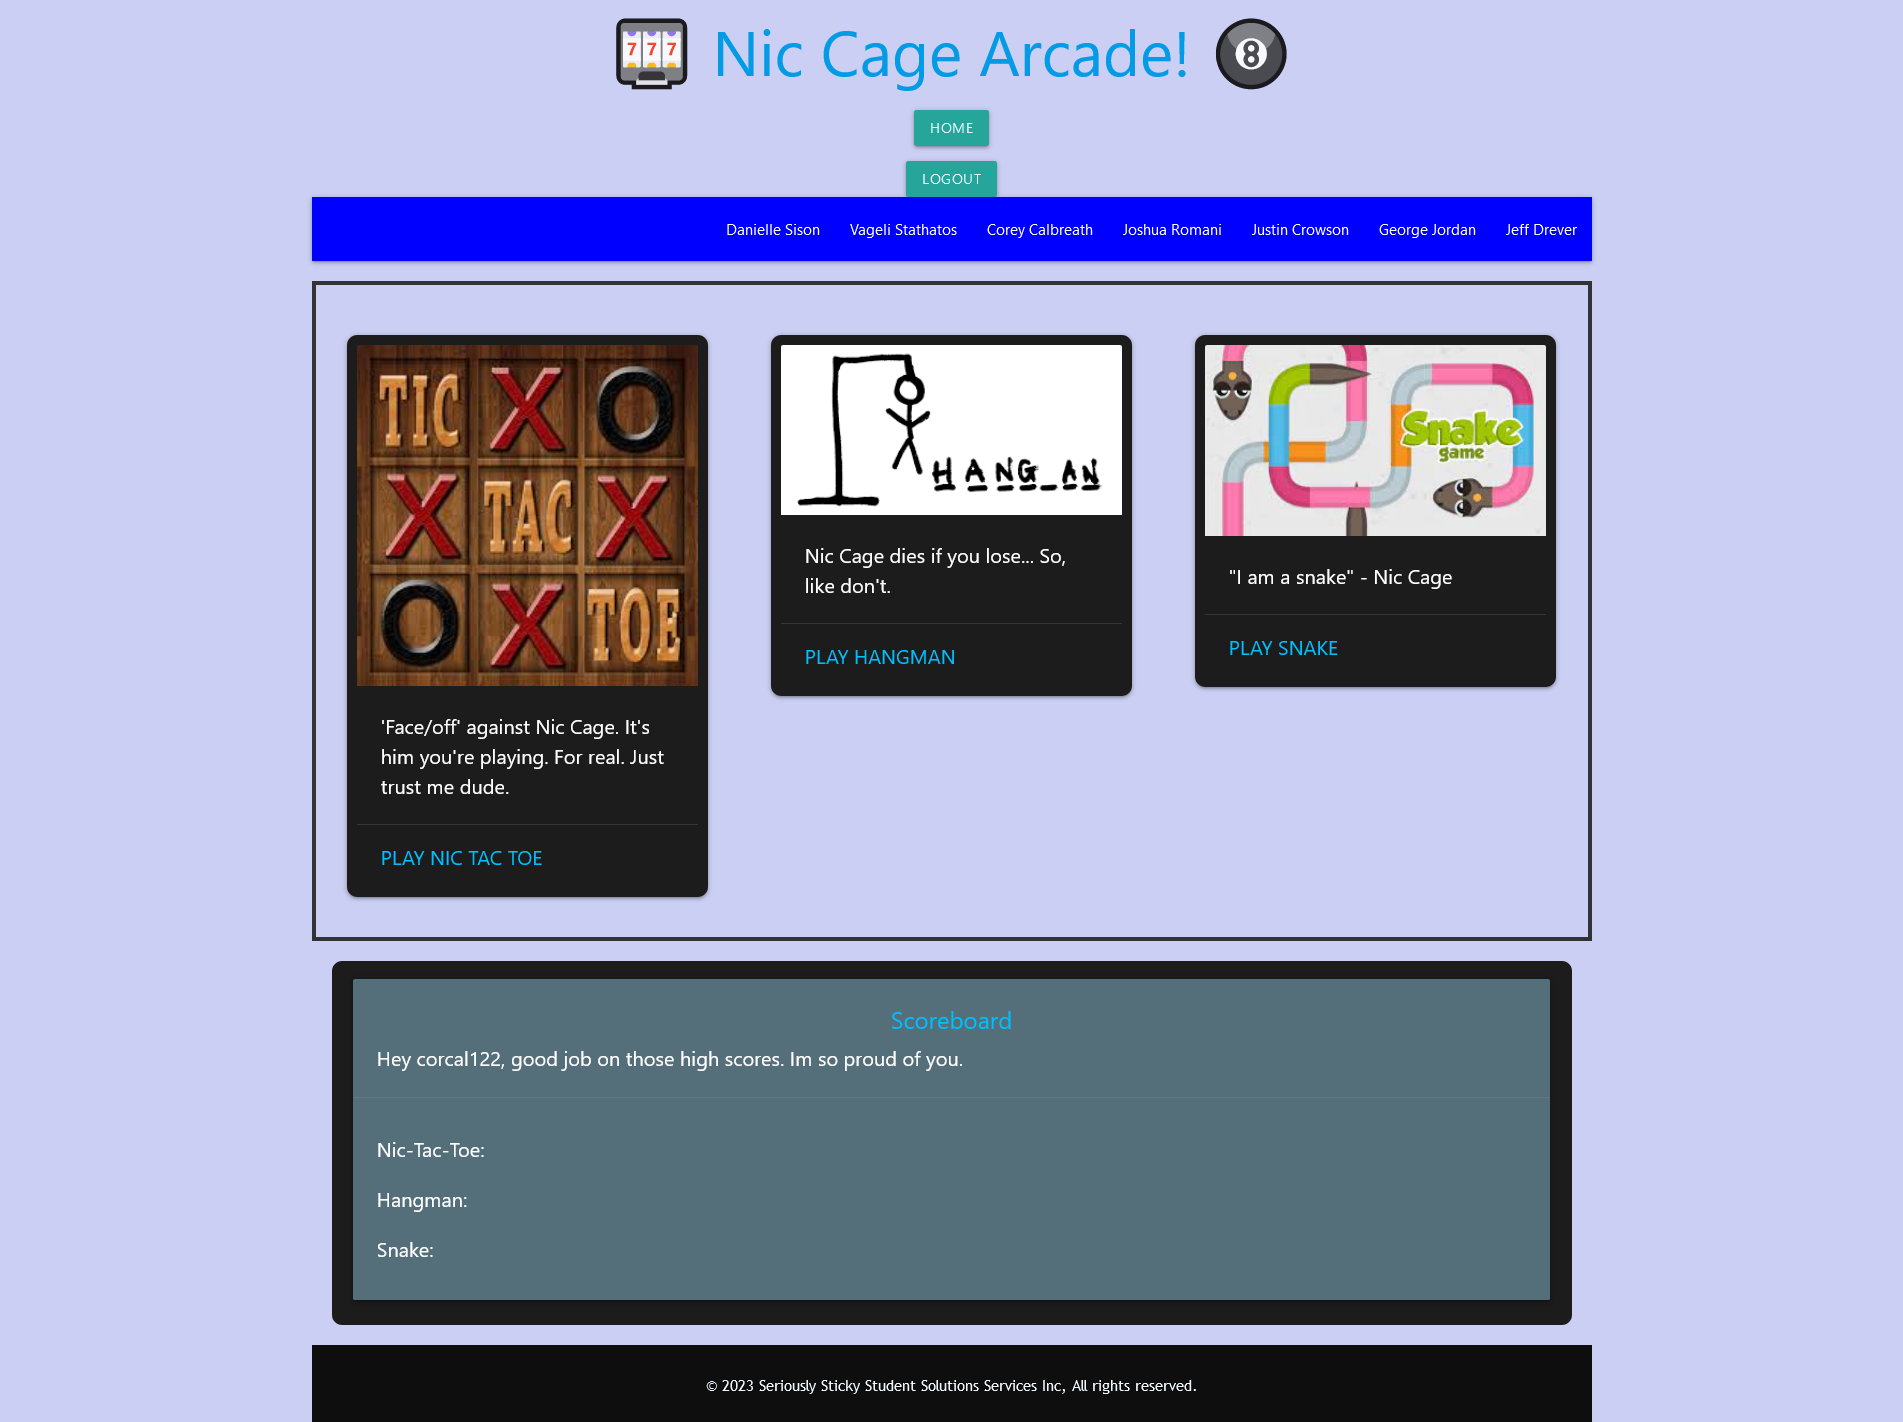 777 Nic Cage Arcade! 8
HOME
LOGOUT
Danielle Sison Vageli Stathatos Corey Calbreath Joshua Romani Justin Crowson George Jordan Jeff Drever
TIC X O
X TAC X
O X TOE
'Face/off' against Nic Cage. It's
him you're playing. For real. Just
trust me dude.
PLAY NIC TAC TOE
HANG_AN
Nic Cage dies if you lose... So,
like don't.
PLAY HANGMAN
Snake
game
"I am a snake" - Nic Cage
PLAY SNAKE
Scoreboard
Hey corcal122, good job on those high scores. Im so proud of you.
Nic-Tac-Toe:
Hangman:
Snake:
© 2023 Seriously Sticky Student Solutions Services Inc, All rights reserved.